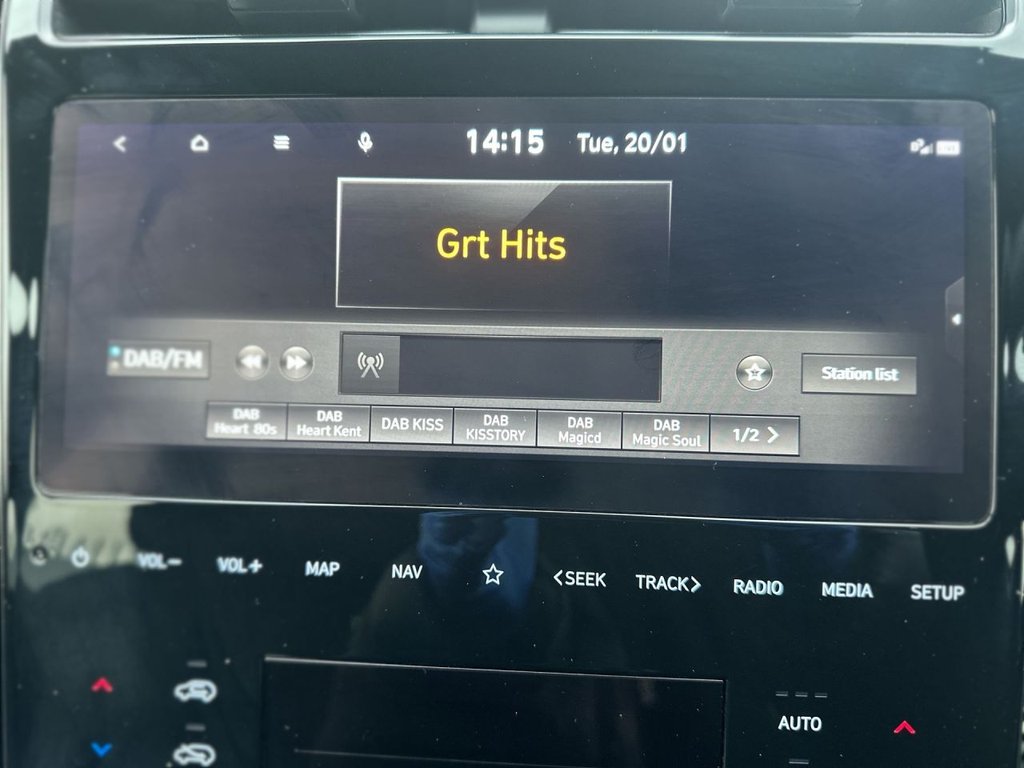 14:15 Tue, 20/01
Grt Hits
DAB/FM
Station list
DAB
Heart 80s
DAB
Heart Kent
DAB KISS
DAB
KISSTORY
DAB
Magicd
DAB
Magic Soul
1/2 >
VOL− VOL+ MAP NAV <SEEK TRACK> RADIO MEDIA SETUP
AUTO